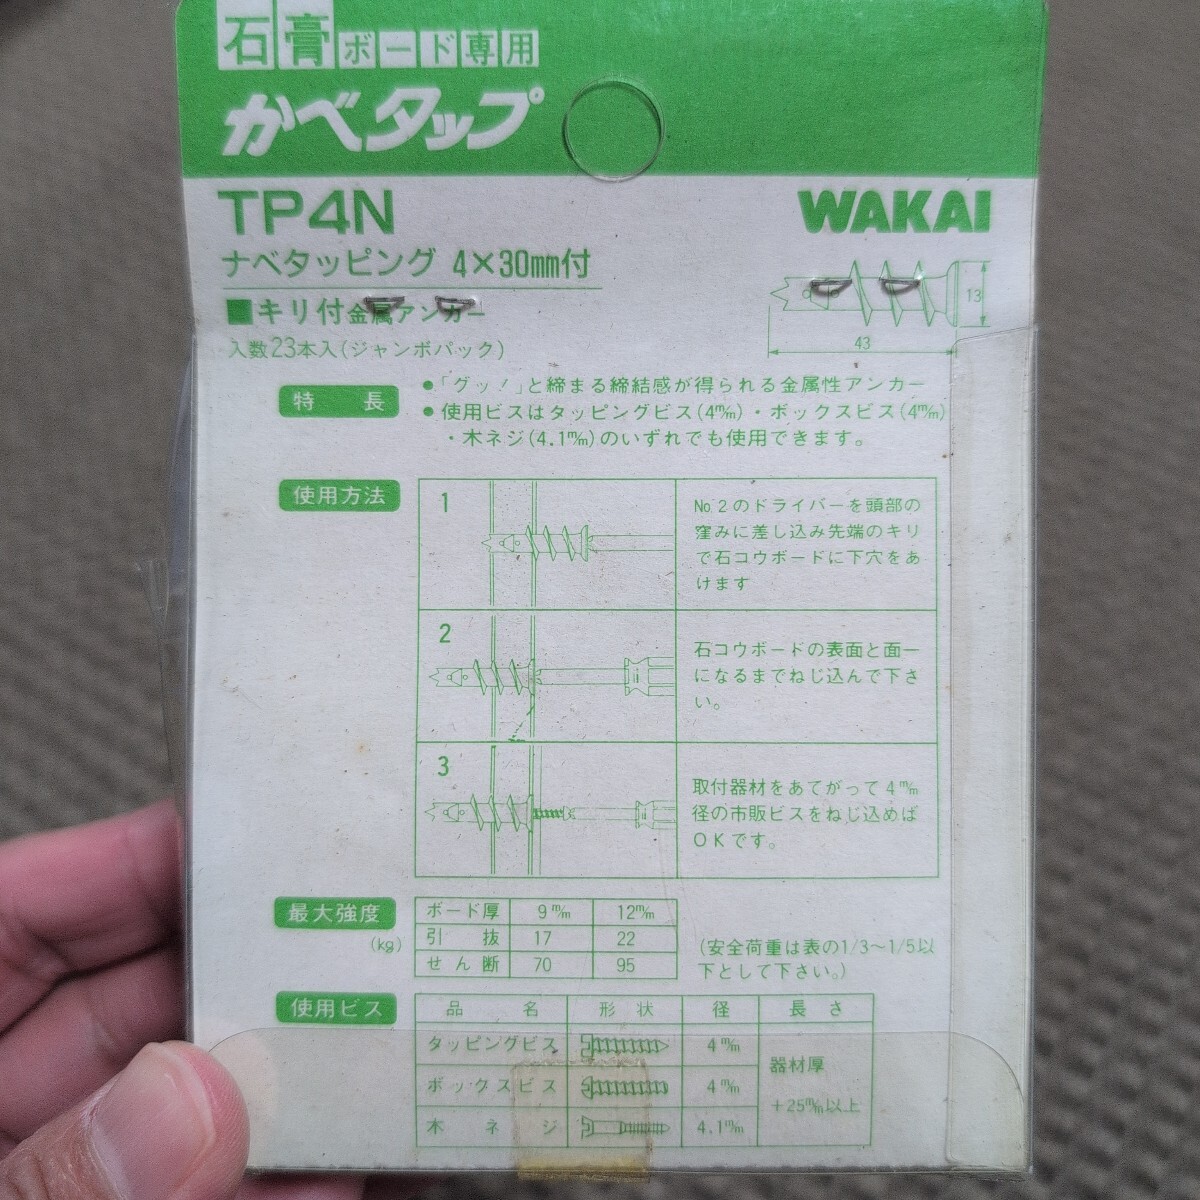 石膏ボード専用
かべタップ
TP4N
WAKAI
ナベタッピング 4×30mm付
■キリ付金属アンカー
入数23本入(ジャンボパック)
13
43
特 長
●「グッ!」と締まる締結感が得られる金属性アンカー
●使用ビスはタッピングビス(4㎜)・ボックスビス(4㎜)
・木ネジ(4.1㎜)のいずれでも使用できます。
使用方法
1
No.2のドライバーを頭部の
窪みに差し込み先端のキリ
で石コウボードに下穴をあ
けます
2
石コウボードの表面と面一
になるまでねじ込んで下さ
い。
3
取付器材をあてがって4㎜
径の市販ビスをねじ込めば
OKです。
最大強度
(kg)
ボード厚 9㎜ 12㎜
引 抜 17 22
せん断 70 95
(安全荷重は表の1/3〜1/5以
下として下さい。)
使用ビス
品 名 形 状 径 長 さ
タッピングビス 4㎜
ボックスビス 4㎜
木 ネ ジ 4.1㎜
器材厚
+25㎜以上